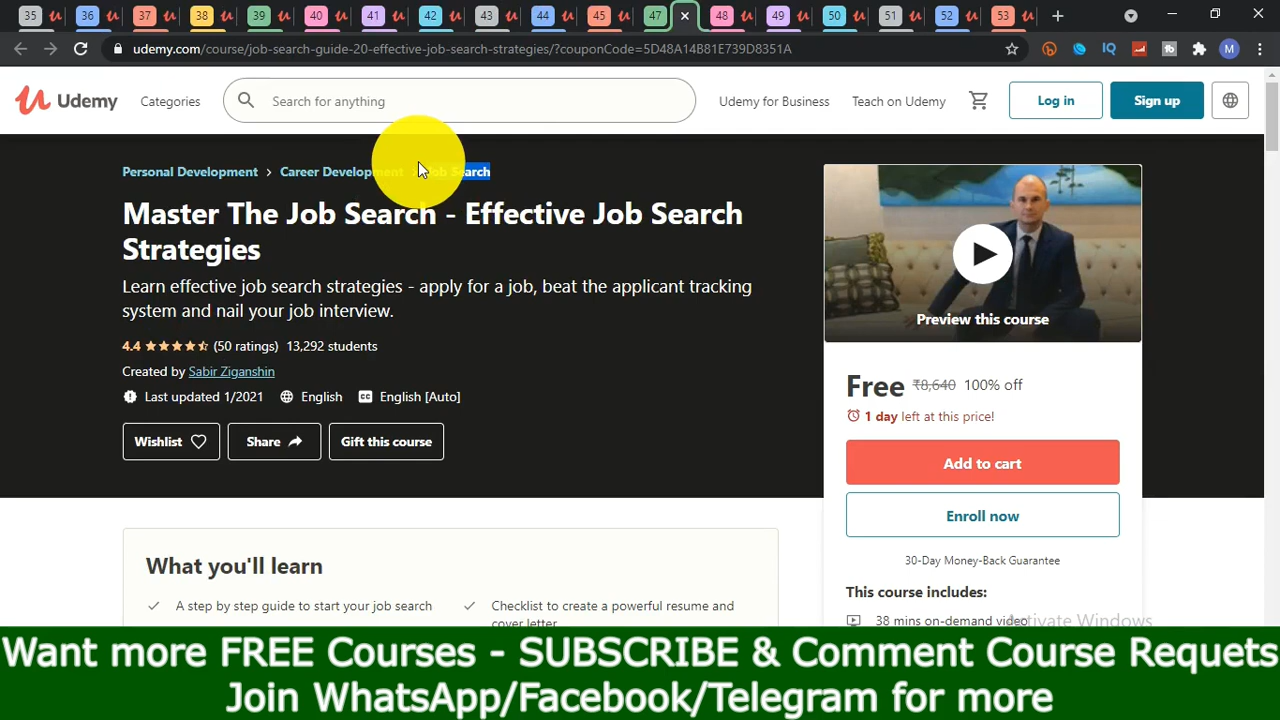 35 36 37 38 39 40 41 42 43 44 45 47 48 49 50 51 52 53
udemy.com/course/job-search-guide-20-effective-job-search-strategies/?couponCode=5D48A14B81E739D8351A
IQ M
Udemy Categories Search for anything Udemy for Business Teach on Udemy Log in Sign up
Personal Development > Career Development > Job Search
Master The Job Search - Effective Job Search
Strategies
Learn effective job search strategies - apply for a job, beat the applicant tracking
system and nail your job interview.
4.4 (50 ratings) 13,292 students
Created by Sabir Ziganshin
Last updated 1/2021 English CC English [Auto]
Wishlist Share Gift this course
What you'll learn
A step by step guide to start your job search
Checklist to create a powerful resume and
cover letter
Preview this course
Free ₹8,640 100% off
1 day left at this price!
Add to cart
Enroll now
30-Day Money-Back Guarantee
This course includes:
38 mins on-demand video
Activate Windows
Want more FREE Courses - SUBSCRIBE & Comment Course Requets
Join WhatsApp/Facebook/Telegram for more